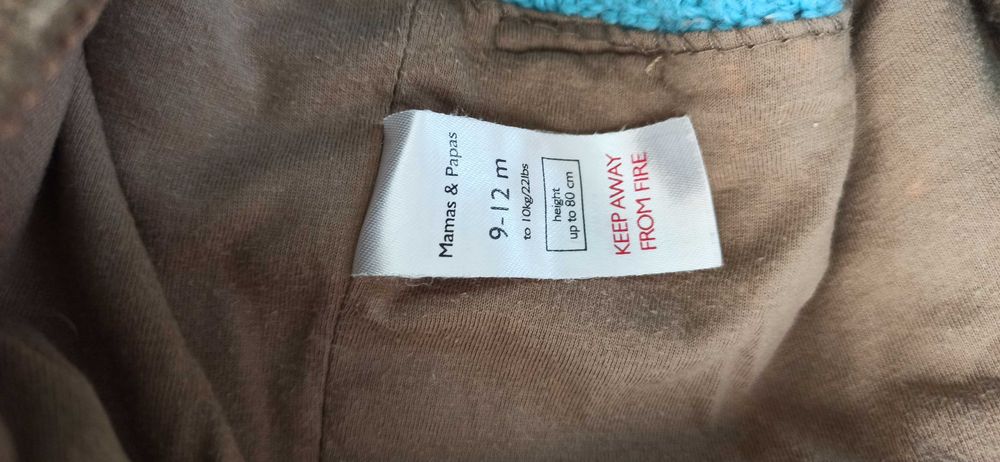 Mamas & Papas
9-12 m
to 10kg/22lbs
height
up to 80 cm
KEEP AWAY
FROM FIRE